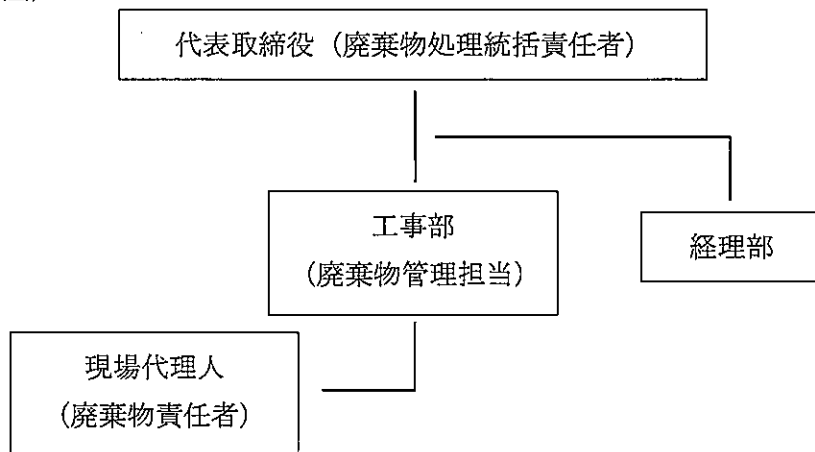 代表取締役（廃棄物処理統括責任者）
工事部
（廃棄物管理担当）
経理部
現場代理人
（廃棄物責任者）